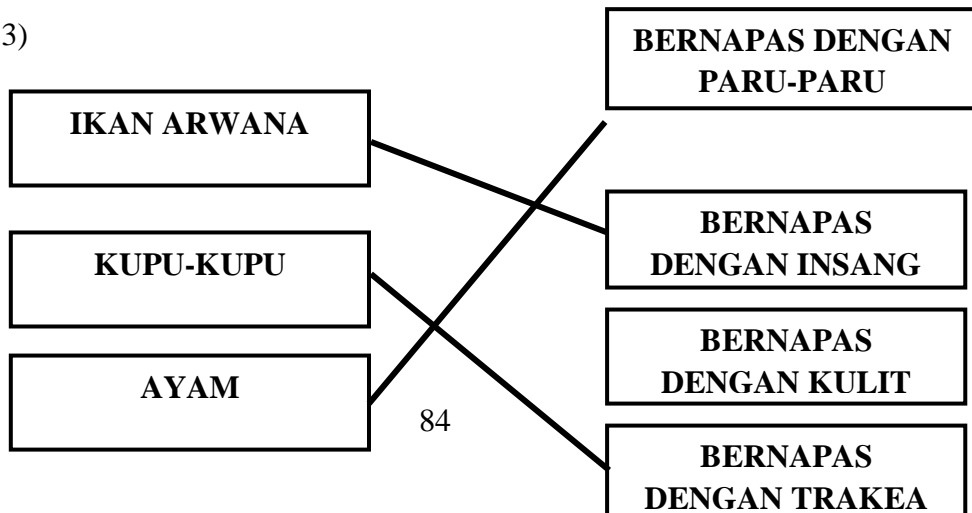 3)
IKAN ARWANA
KUPU-KUPU
AYAM
84
BERNAPAS DENGAN
PARU-PARU
BERNAPAS
DENGAN INSANG
BERNAPAS
DENGAN KULIT
BERNAPAS
DENGAN TRAKEA